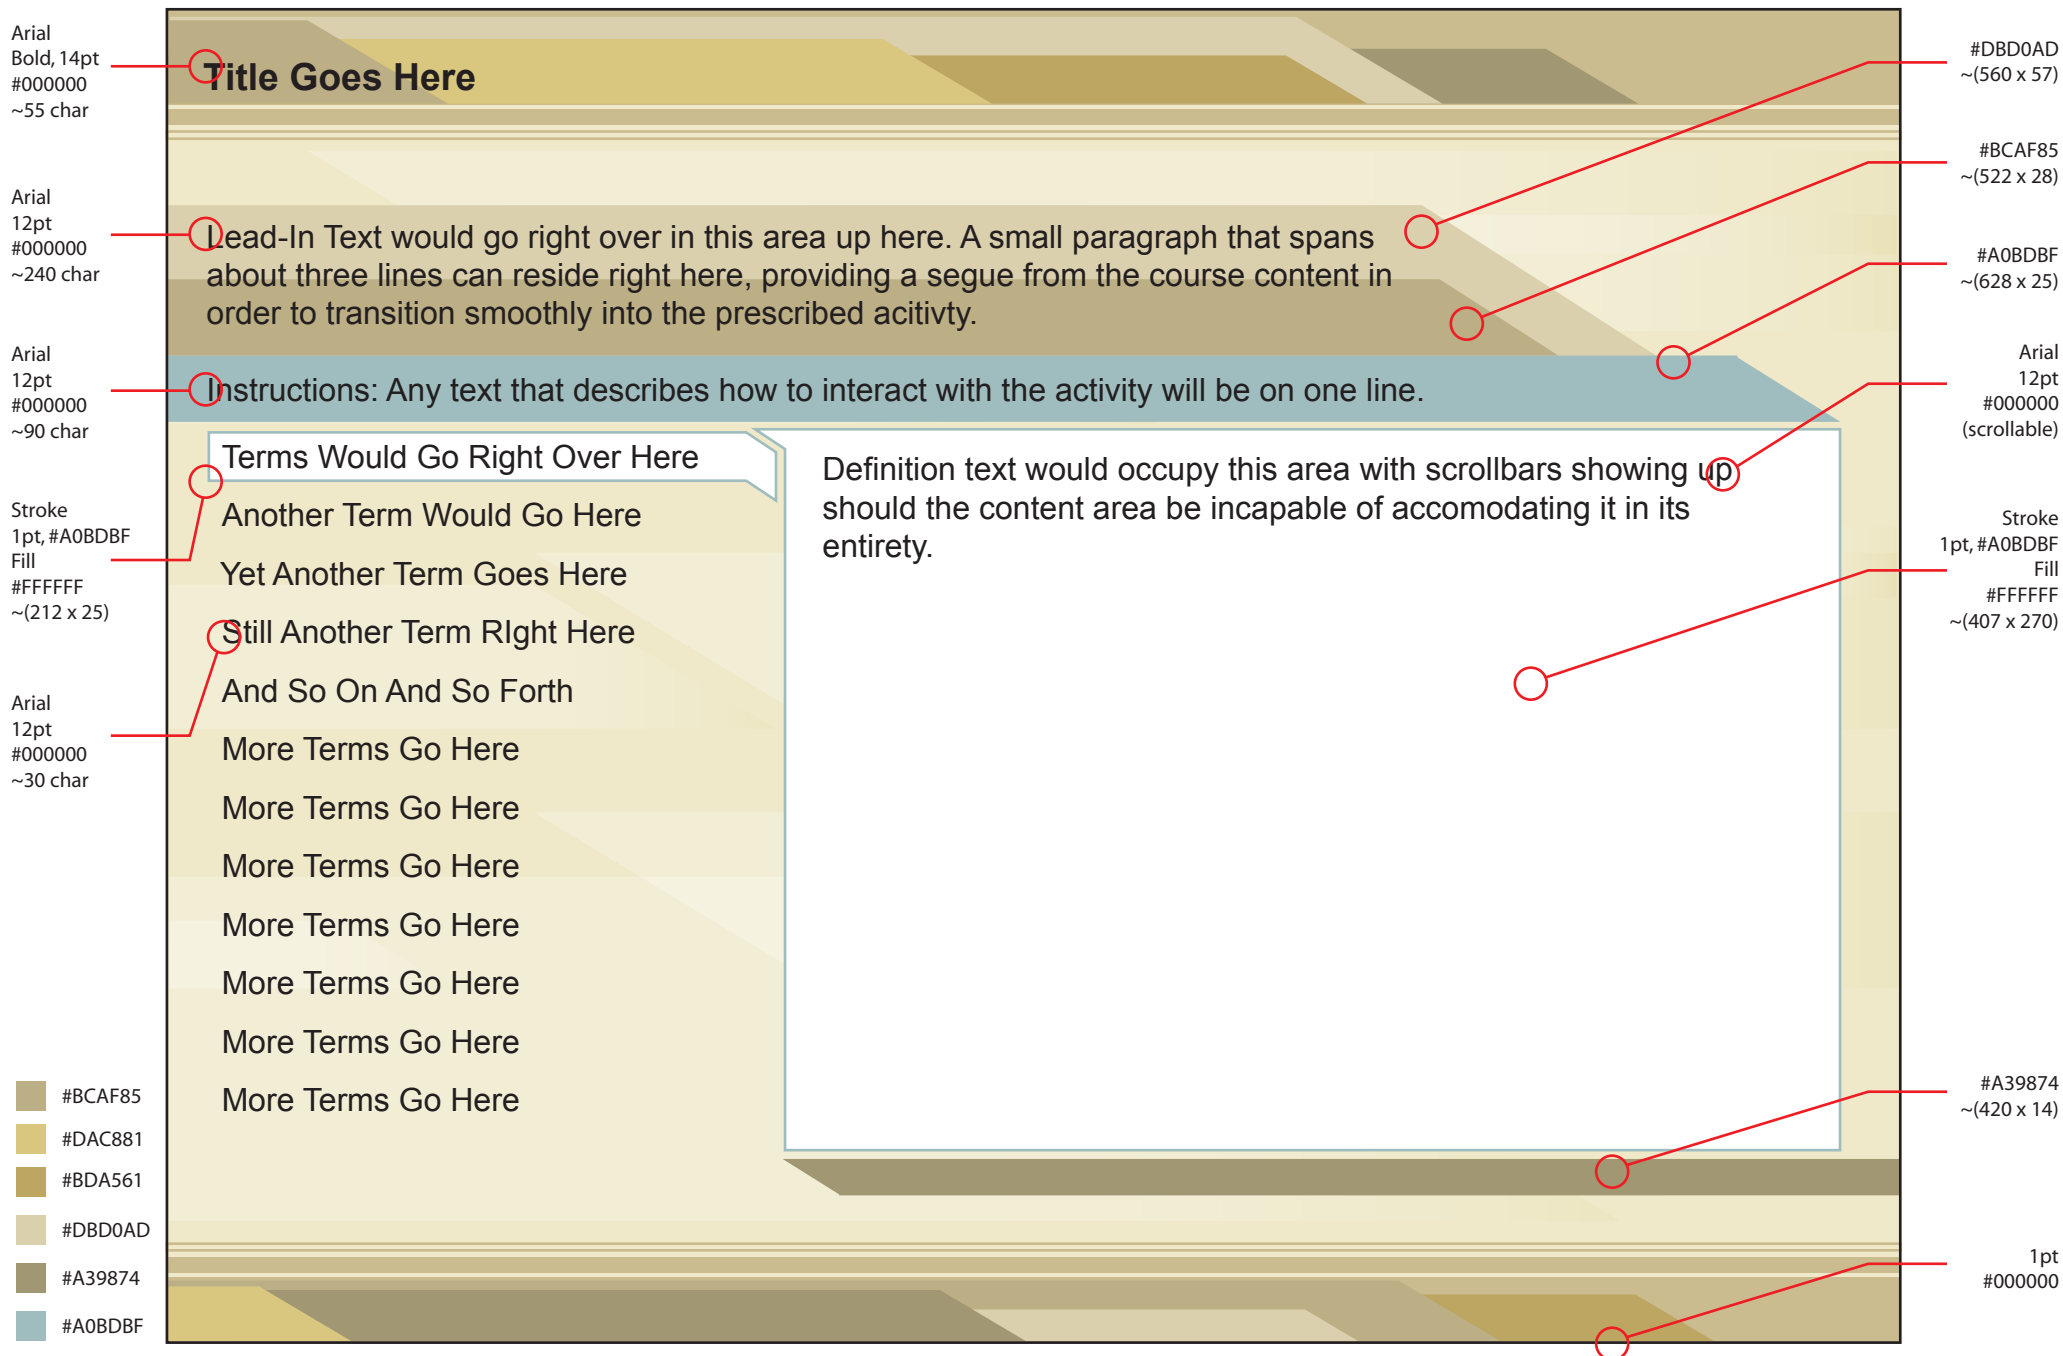 Arial
Bold, 14pt
#000000
~55 char
Arial
12pt
#000000
~240 char
Arial
12pt
#000000
~90 char
Stroke
1pt, #A0BDBF
Fill
#FFFFFF
~(212 x 25)
Arial
12pt
#000000
~30 char
#BCAF85
#DAC881
#BDA561
#DBD0AD
#A39874
#A0BDBF
Title Goes Here
Lead-In Text would go right over in this area up here. A small paragraph that spans
about three lines can reside right here, providing a segue from the course content in
order to transition smoothly into the prescribed acitivty.
Instructions: Any text that describes how to interact with the activity will be on one line.
Terms Would Go Right Over Here
Another Term Would Go Here
Yet Another Term Goes Here
Still Another Term RIght Here
And So On And So Forth
More Terms Go Here
More Terms Go Here
More Terms Go Here
More Terms Go Here
More Terms Go Here
More Terms Go Here
More Terms Go Here
Definition text would occupy this area with scrollbars showing up
should the content area be incapable of accomodating it in its
entirety.
#DBD0AD
~(560 x 57)
#BCAF85
~(522 x 28)
#A0BDBF
~(628 x 25)
Arial
12pt
#000000
(scrollable)
Stroke
1pt, #A0BDBF
Fill
#FFFFFF
~(407 x 270)
#A39874
~(420 x 14)
1pt
#000000